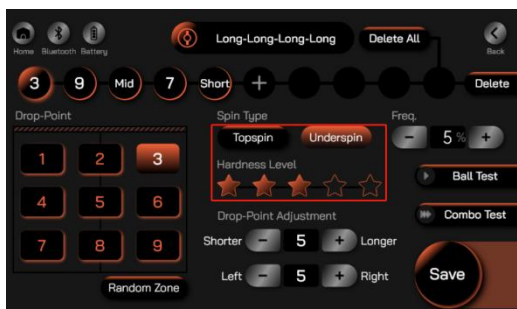 Long-Long-Long-Long
Delete All
Home Bluetooth Battery
Back
3 9 Mid 7 Short +
Delete
Drop-Point
Spin Type
Freq.
Topspin Underspin
- 5 % +
1 2 3
Hardness Level
Ball Test
4 5 6
Drop-Point Adjustment
Combo Test
Shorter - 5 + Longer
7 8 9
Left - 5 + Right
Save
Random Zone